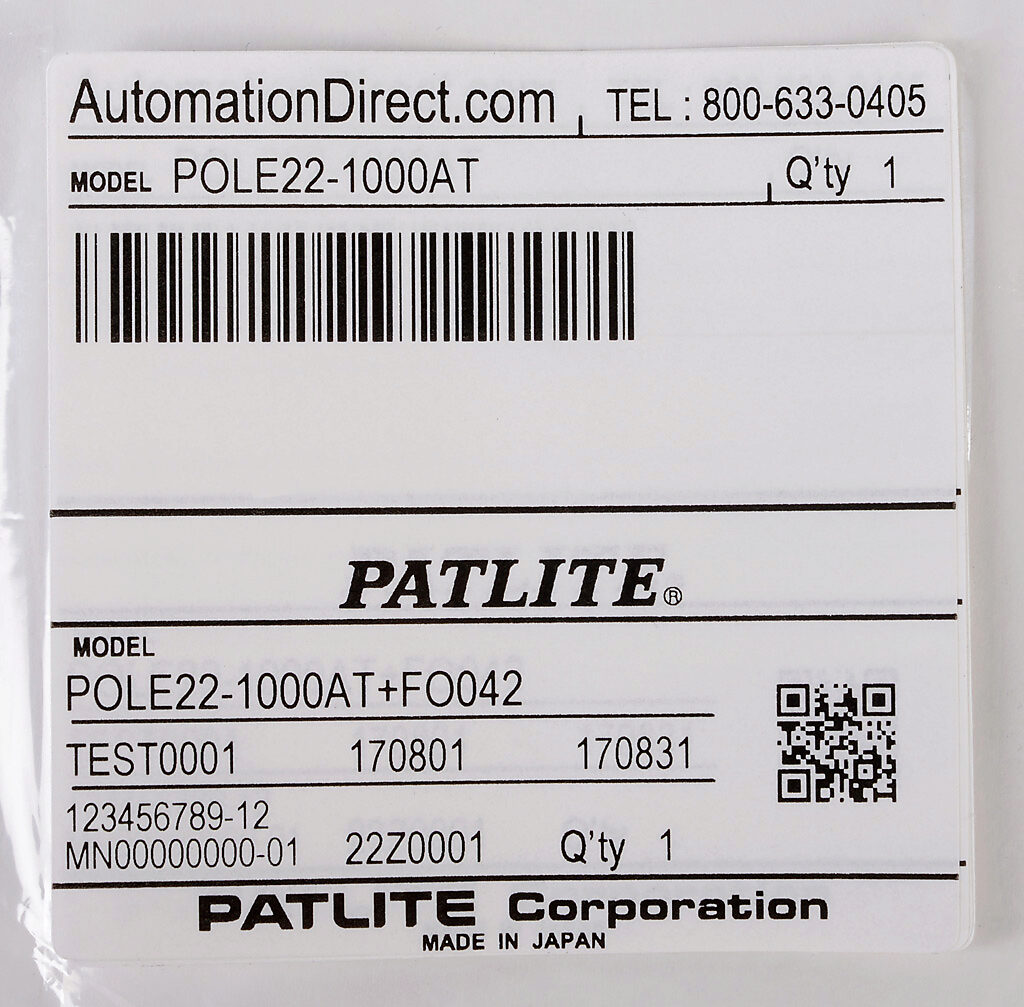 AutomationDirect.com TEL : 800-633-0405
MODEL POLE22-1000AT Q'ty 1
PATLITE®
MODEL
POLE22-1000AT+FO042
TEST0001 170801 170831
123456789-12
MN00000000-01 22Z0001 Q'ty 1
PATLITE Corporation
MADE IN JAPAN